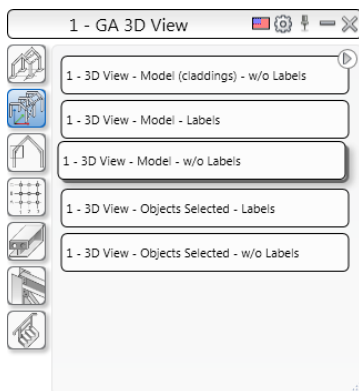 1 - GA 3D View
1 - 3D View - Model (claddings) - w/o Labels
1 - 3D View - Model - Labels
1 - 3D View - Model - w/o Labels
1 - 3D View - Objects Selected - Labels
1 - 3D View - Objects Selected - w/o Labels